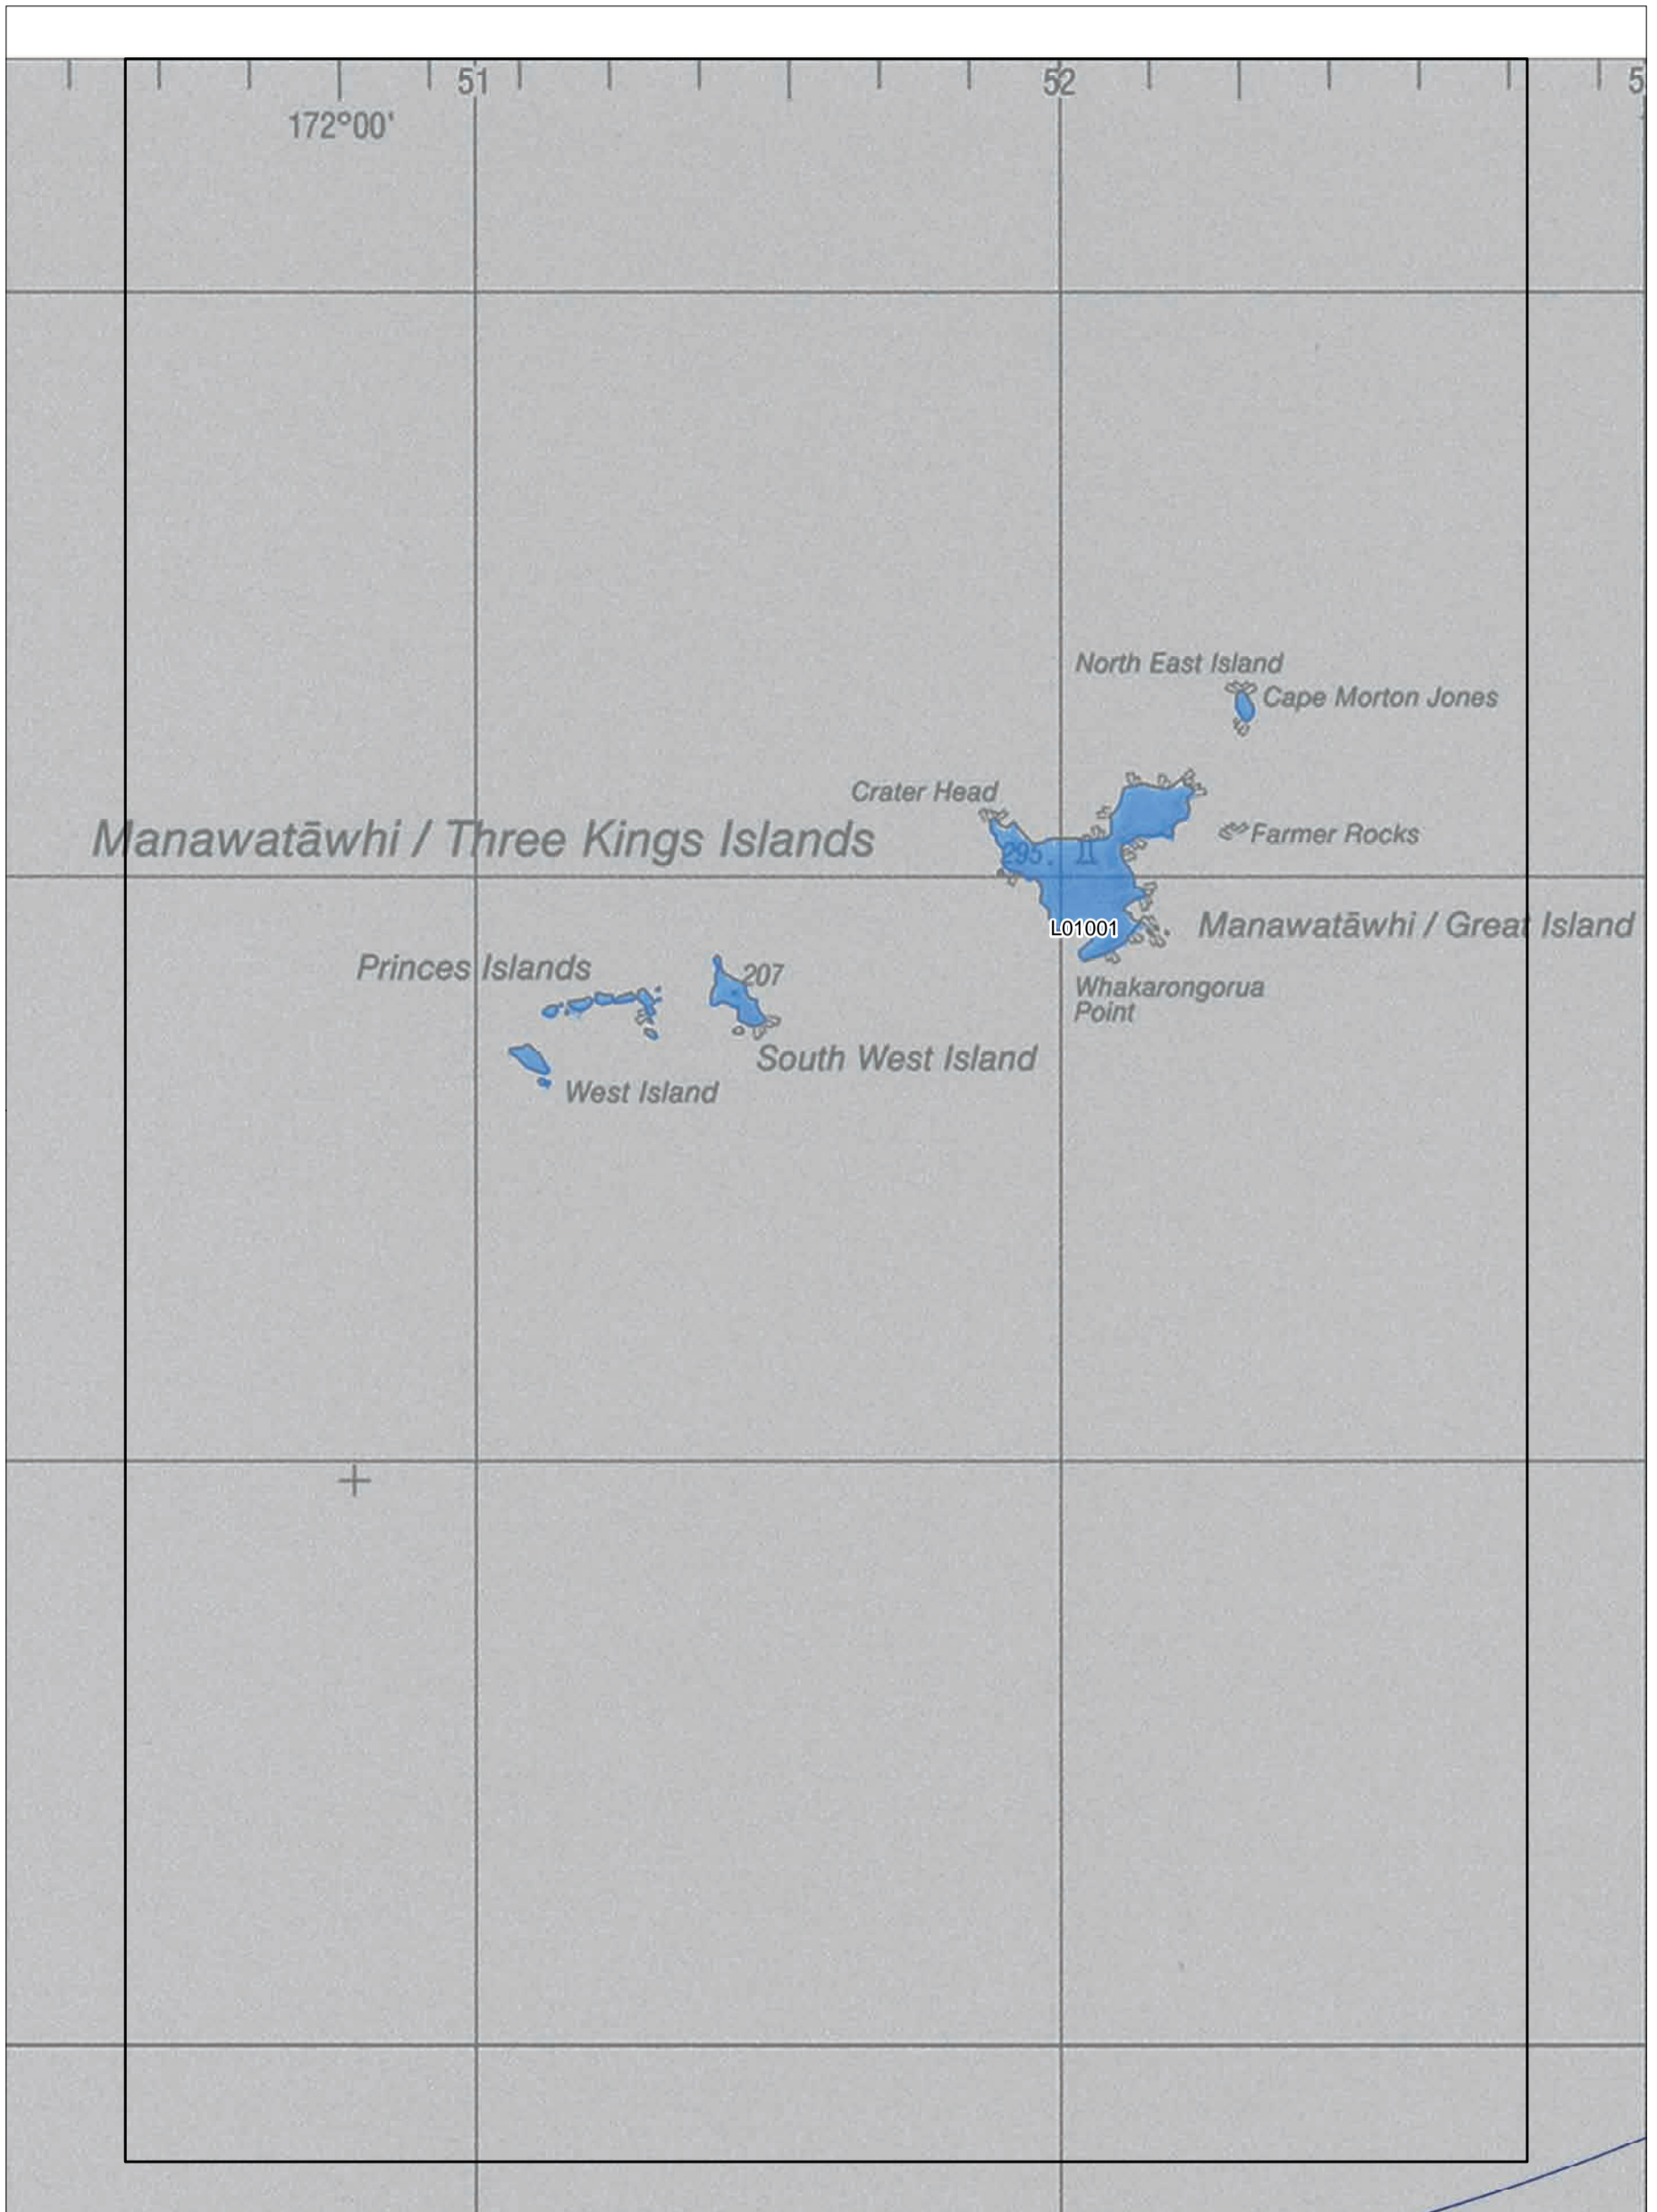 51
52
5
172°00'
North East Island
Cape Morton Jones
Crater Head
Manawatāwhi / Three Kings Islands
Farmer Rocks
295.
L01001
Manawatāwhi / Great Island
Princes Islands
207
Whakarongorua
Point
South West Island
West Island